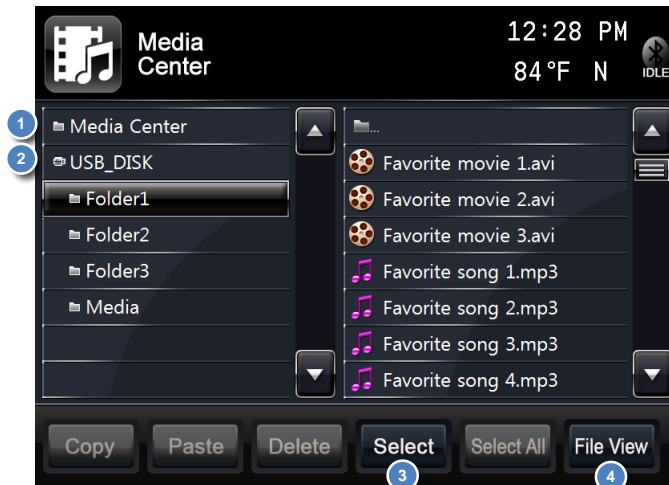 Media
Center
12:28 PM
84°F N
IDLE
1
Media Center
2
USB_DISK
Folder1
Folder2
Folder3
Media
...
Favorite movie 1.avi
Favorite movie 2.avi
Favorite movie 3.avi
Favorite song 1.mp3
Favorite song 2.mp3
Favorite song 3.mp3
Favorite song 4.mp3
Copy
Paste
Delete
Select
Select All
File View
3
4